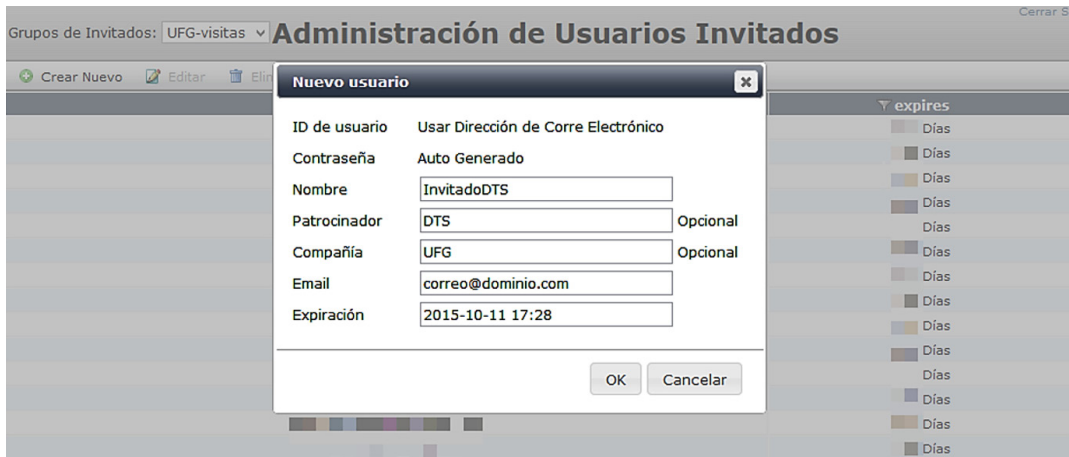 Cerrar S
Grupos de Invitados: UFG-visitas Administración de Usuarios Invitados
Crear Nuevo Editar Elin
Nuevo usuario
expires
ID de usuario Usar Dirección de Corre Electrónico
Contraseña Auto Generado
Nombre InvitadoDTS
Patrocinador DTS Opcional
Compañía UFG Opcional
Email correo@dominio.com
Expiración 2015-10-11 17:28
OK Cancelar
Días
Días
Días
Días
Días
Días
Días
Días
Días
Días
Días
Días
Días
Días